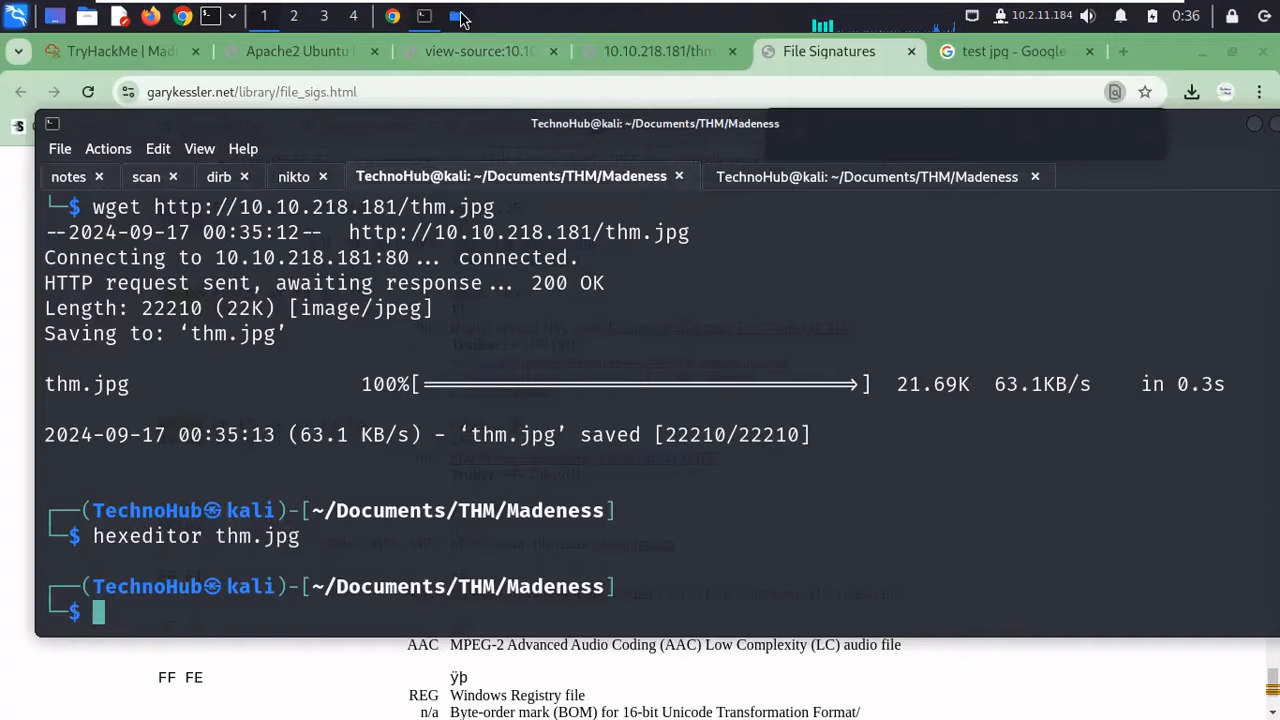 1 2 3 4 10.2.11.184 0:36
TryHackMe | Mad Apache2 Ubuntu view-source:10.1 10.10.218.181/thm File Signatures test jpg - Google
garykessler.net/library/file_sigs.html
TechnoHub@kali: ~/Documents/THM/Madeness
File Actions Edit View Help
notes scan dirb nikto TechnoHub@kali: ~/Documents/THM/Madeness TechnoHub@kali: ~/Documents/THM/Madeness
└─$ wget http://10.10.218.181/thm.jpg
--2024-09-17 00:35:12-- http://10.10.218.181/thm.jpg
Connecting to 10.10.218.181:80... connected.
HTTP request sent, awaiting response... 200 OK
Length: 22210 (22K) [image/jpeg]
Saving to: ‘thm.jpg’
thm.jpg 100%[===================>] 21.69K 63.1KB/s in 0.3s
2024-09-17 00:35:13 (63.1 KB/s) - ‘thm.jpg’ saved [22210/22210]
┌──(TechnoHub㉿kali)-[~/Documents/THM/Madeness]
└─$ hexeditor thm.jpg
┌──(TechnoHub㉿kali)-[~/Documents/THM/Madeness]
└─$
AAC MPEG-2 Advanced Audio Coding (AAC) Low Complexity (LC) audio file
FF FE ÿþ
REG Windows Registry file
n/a Byte-order mark (BOM) for 16-bit Unicode Transformation Format/